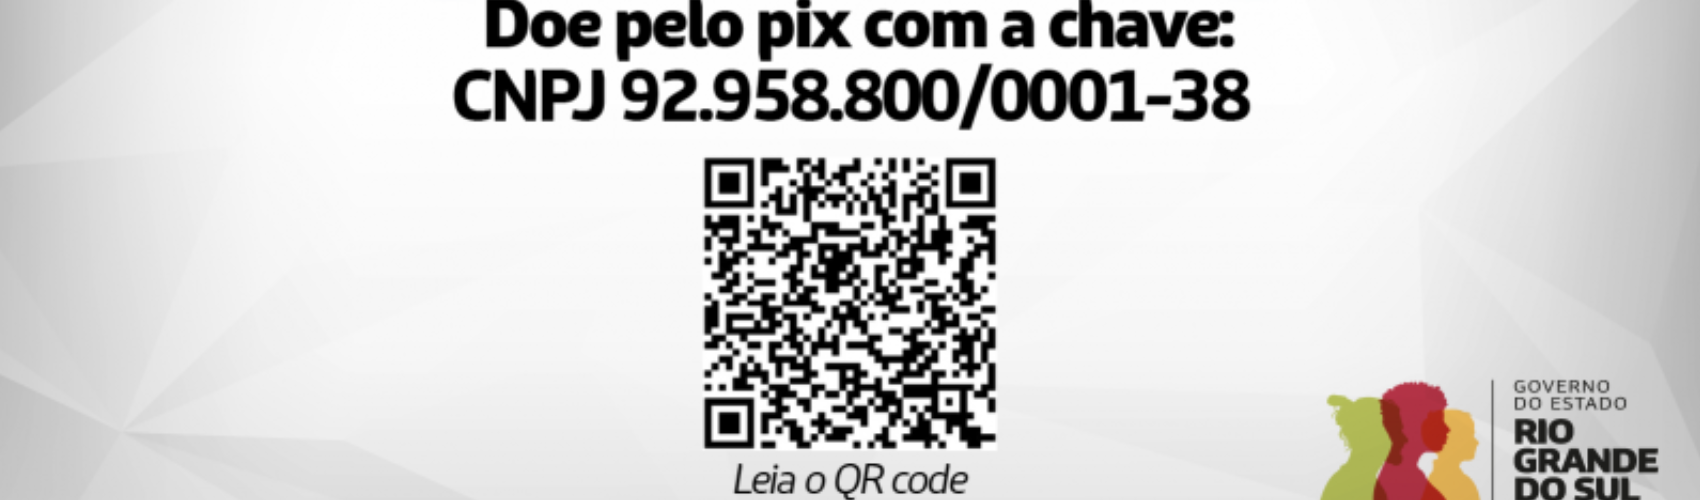 Doe pelo pix com a chave:
CNPJ 92.958.800/0001-38
Leia o QR code
GOVERNO
DO ESTADO
RIO
GRANDE
DO SUL